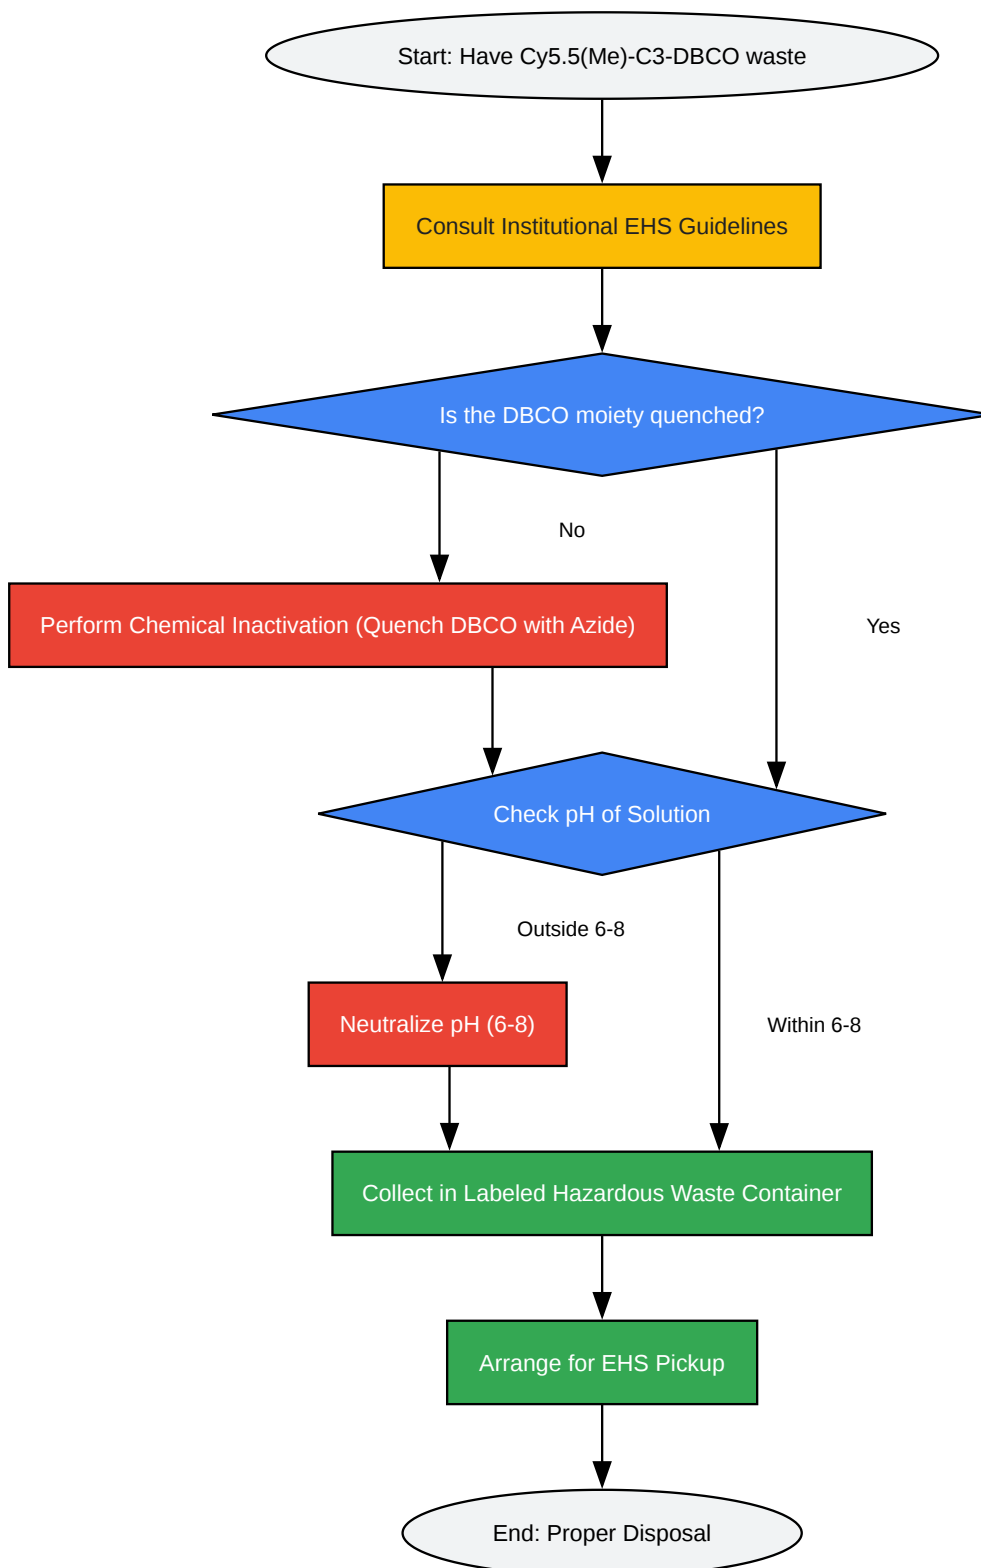 Start: Have Cy5.5(Me)-C3-DBCO waste
Consult Institutional EHS Guidelines
Is the DBCO moiety quenched?
No
Perform Chemical Inactivation (Quench DBCO with Azide)
Yes
Check pH of Solution
Outside 6-8
Neutralize pH (6-8)
Within 6-8
Collect in Labeled Hazardous Waste Container
Arrange for EHS Pickup
End: Proper Disposal